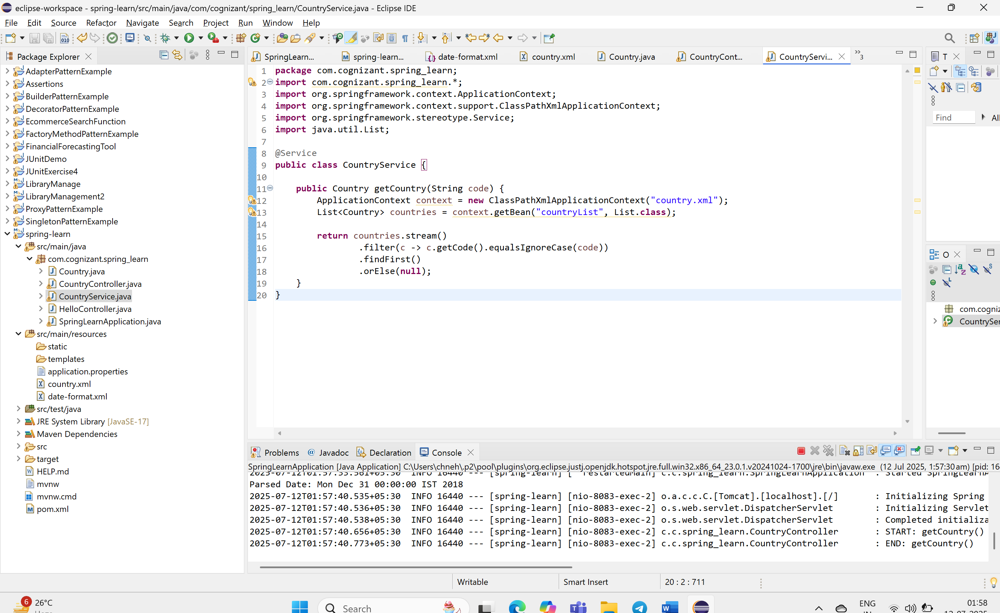 eclipse-workspace - spring-learn/src/main/java/com/cognizant/spring_learn/CountryService.java - Eclipse IDE
File Edit Source Refactor Navigate Search Project Run Window Help
Package Explorer
AdapterPatternExample
Assertions
BuilderPatternExample
DecoratorPatternExample
EcommerceSearchFunction
FactoryMethodPatternExample
FinancialForecastingTool
JUnitDemo
JUnitExercise4
LibraryManage
LibraryManagement2
ProxyPatternExample
SingletonPatternExample
spring-learn
src/main/java
com.cognizant.spring_learn
Country.java
CountryController.java
CountryService.java
HelloController.java
SpringLearnApplication.java
src/main/resources
static
templates
application.properties
country.xml
date-format.xml
src/test/java
JRE System Library [JavaSE-17]
Maven Dependencies
src
target
HELP.md
mvnw
mvnw.cmd
pom.xml
SpringLearn... spring-learn... date-format.xml country.xml Country.java CountryCont... CountryServi... »3
1 package com.cognizant.spring_learn;
2 import com.cognizant.spring_learn.*;
3 import org.springframework.context.ApplicationContext;
4 import org.springframework.context.support.ClassPathXmlApplicationContext;
5 import org.springframework.stereotype.Service;
6 import java.util.List;
7
8 @Service
9 public class CountryService {
10
11 public Country getCountry(String code) {
12 ApplicationContext context = new ClassPathXmlApplicationContext("country.xml");
13 List<Country> countries = context.getBean("countryList", List.class);
14
15 return countries.stream()
16 .filter(c -> c.getCode().equalsIgnoreCase(code))
17 .findFirst()
18 .orElse(null);
19 }
20 }
T
Find All
O
com.cogniz
CountrySer
Problems @ Javadoc Declaration Console
SpringLearnApplication [Java Application] C:\Users\chneh\.p2\pool\plugins\org.eclipse.justj.openjdk.hotspot.jre.full.win32.x86_64_23.0.1.v20241024-1700\jre\bin\javaw.exe (12 Jul 2025, 1:57:30 am) [pid: 16
2025-07-12T01:57:33.561+05:30 INFO 16440 --- [spring-learn] [ restartedMain] c.c.spring_learn.SpringLearnApplication : Started SpringLearnA
Parsed Date: Mon Dec 31 00:00:00 IST 2018
2025-07-12T01:57:40.535+05:30 INFO 16440 --- [spring-learn] [nio-8083-exec-2] o.a.c.c.C.[Tomcat].[localhost].[/] : Initializing Spring
2025-07-12T01:57:40.536+05:30 INFO 16440 --- [spring-learn] [nio-8083-exec-2] o.s.web.servlet.DispatcherServlet : Initializing Servlet
2025-07-12T01:57:40.538+05:30 INFO 16440 --- [spring-learn] [nio-8083-exec-2] o.s.web.servlet.DispatcherServlet : Completed initializa
2025-07-12T01:57:40.656+05:30 INFO 16440 --- [spring-learn] [nio-8083-exec-2] c.c.spring_learn.CountryController : START: getCountry()
2025-07-12T01:57:40.773+05:30 INFO 16440 --- [spring-learn] [nio-8083-exec-2] c.c.spring_learn.CountryController : END: getCountry()
Writable Smart Insert 20 : 2 : 711
6 26°C
Search
ENG
01:58